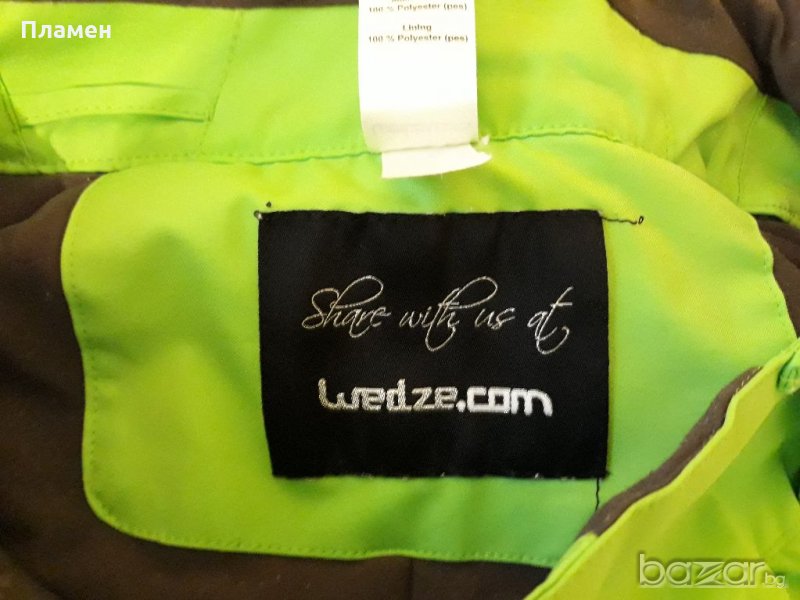 Пламен
100 % Polyester (pes)
Lining
100 % Polyester (pes)
Share with us at
wedze.com
bazar.bg